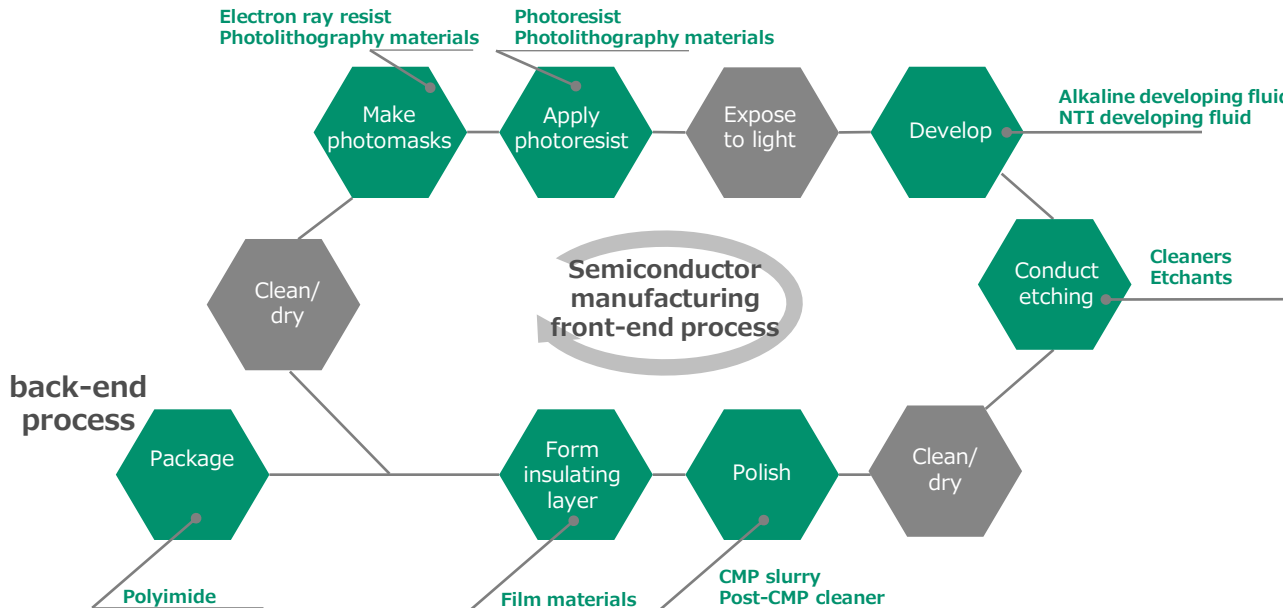 Electron ray resist
Photolithography materials
Photoresist
Photolithography materials
Make
photomasks
Apply
photoresist
Expose
to light
Develop
Alkaline developing fluid
NTI developing fluid
Clean/
dry
Semiconductor
manufacturing
front-end process
Conduct
etching
Cleaners
Etchants
back-end
process
Package
Form
insulating
layer
Polish
Clean/
dry
Polyimide
Film materials
CMP slurry
Post-CMP cleaner